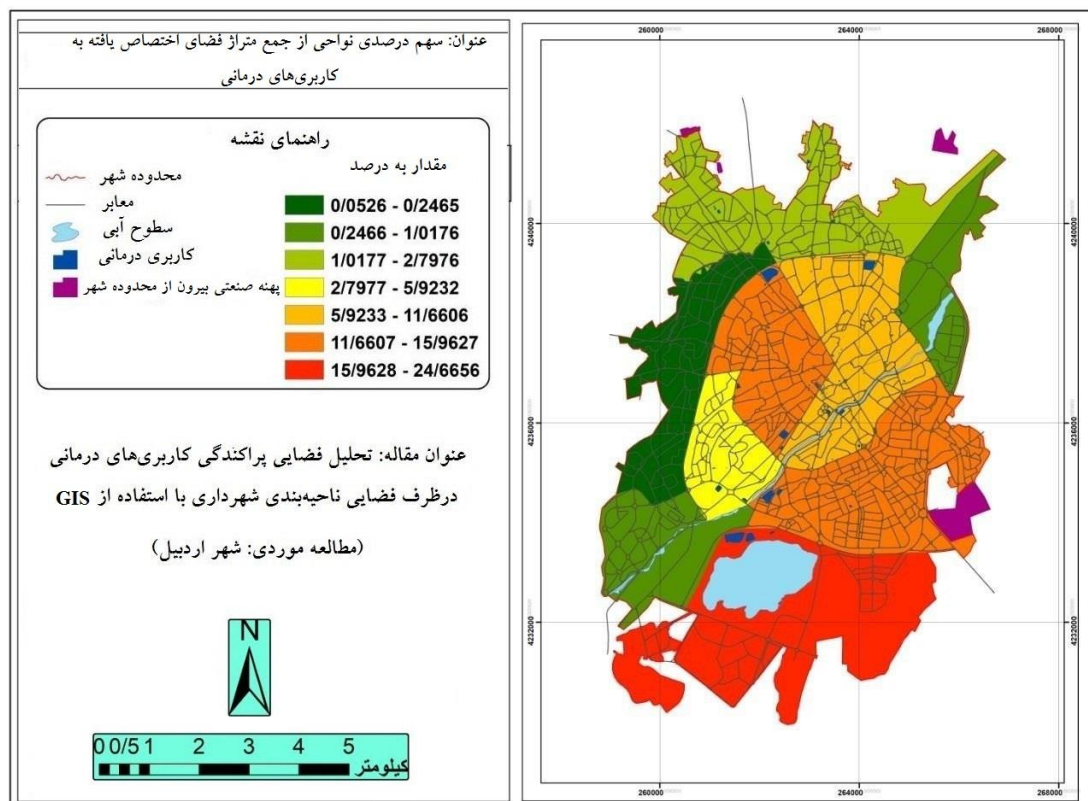 عنوان: سهم درصدی نواحی از جمع متراژ فضای اختصاص یافته به
کاربری‌های درمانی
راهنمای نقشه
محدوده شهر
معابر
سطوح آبی
کاربری درمانی
پهنه صنعتی بیرون از محدوده شهر
مقدار به درصد
0/0526 - 0/2465
0/2466 - 1/0176
1/0177 - 2/7976
2/7977 - 5/9232
5/9233 - 11/6606
11/6607 - 15/9627
15/9628 - 24/6656
عنوان مقاله: تحلیل فضایی پراکندگی کاربری‌های درمانی
درظرف فضایی ناحیه‌بندی شهرداری با استفاده از GIS
(مطالعه موردی: شهر اردبیل)
N
0 0/5 1 2 3 4 5
کیلومتر
260000 264000 268000
4240000 4240000
4236000
4232000 4232000
260000 264000 268000